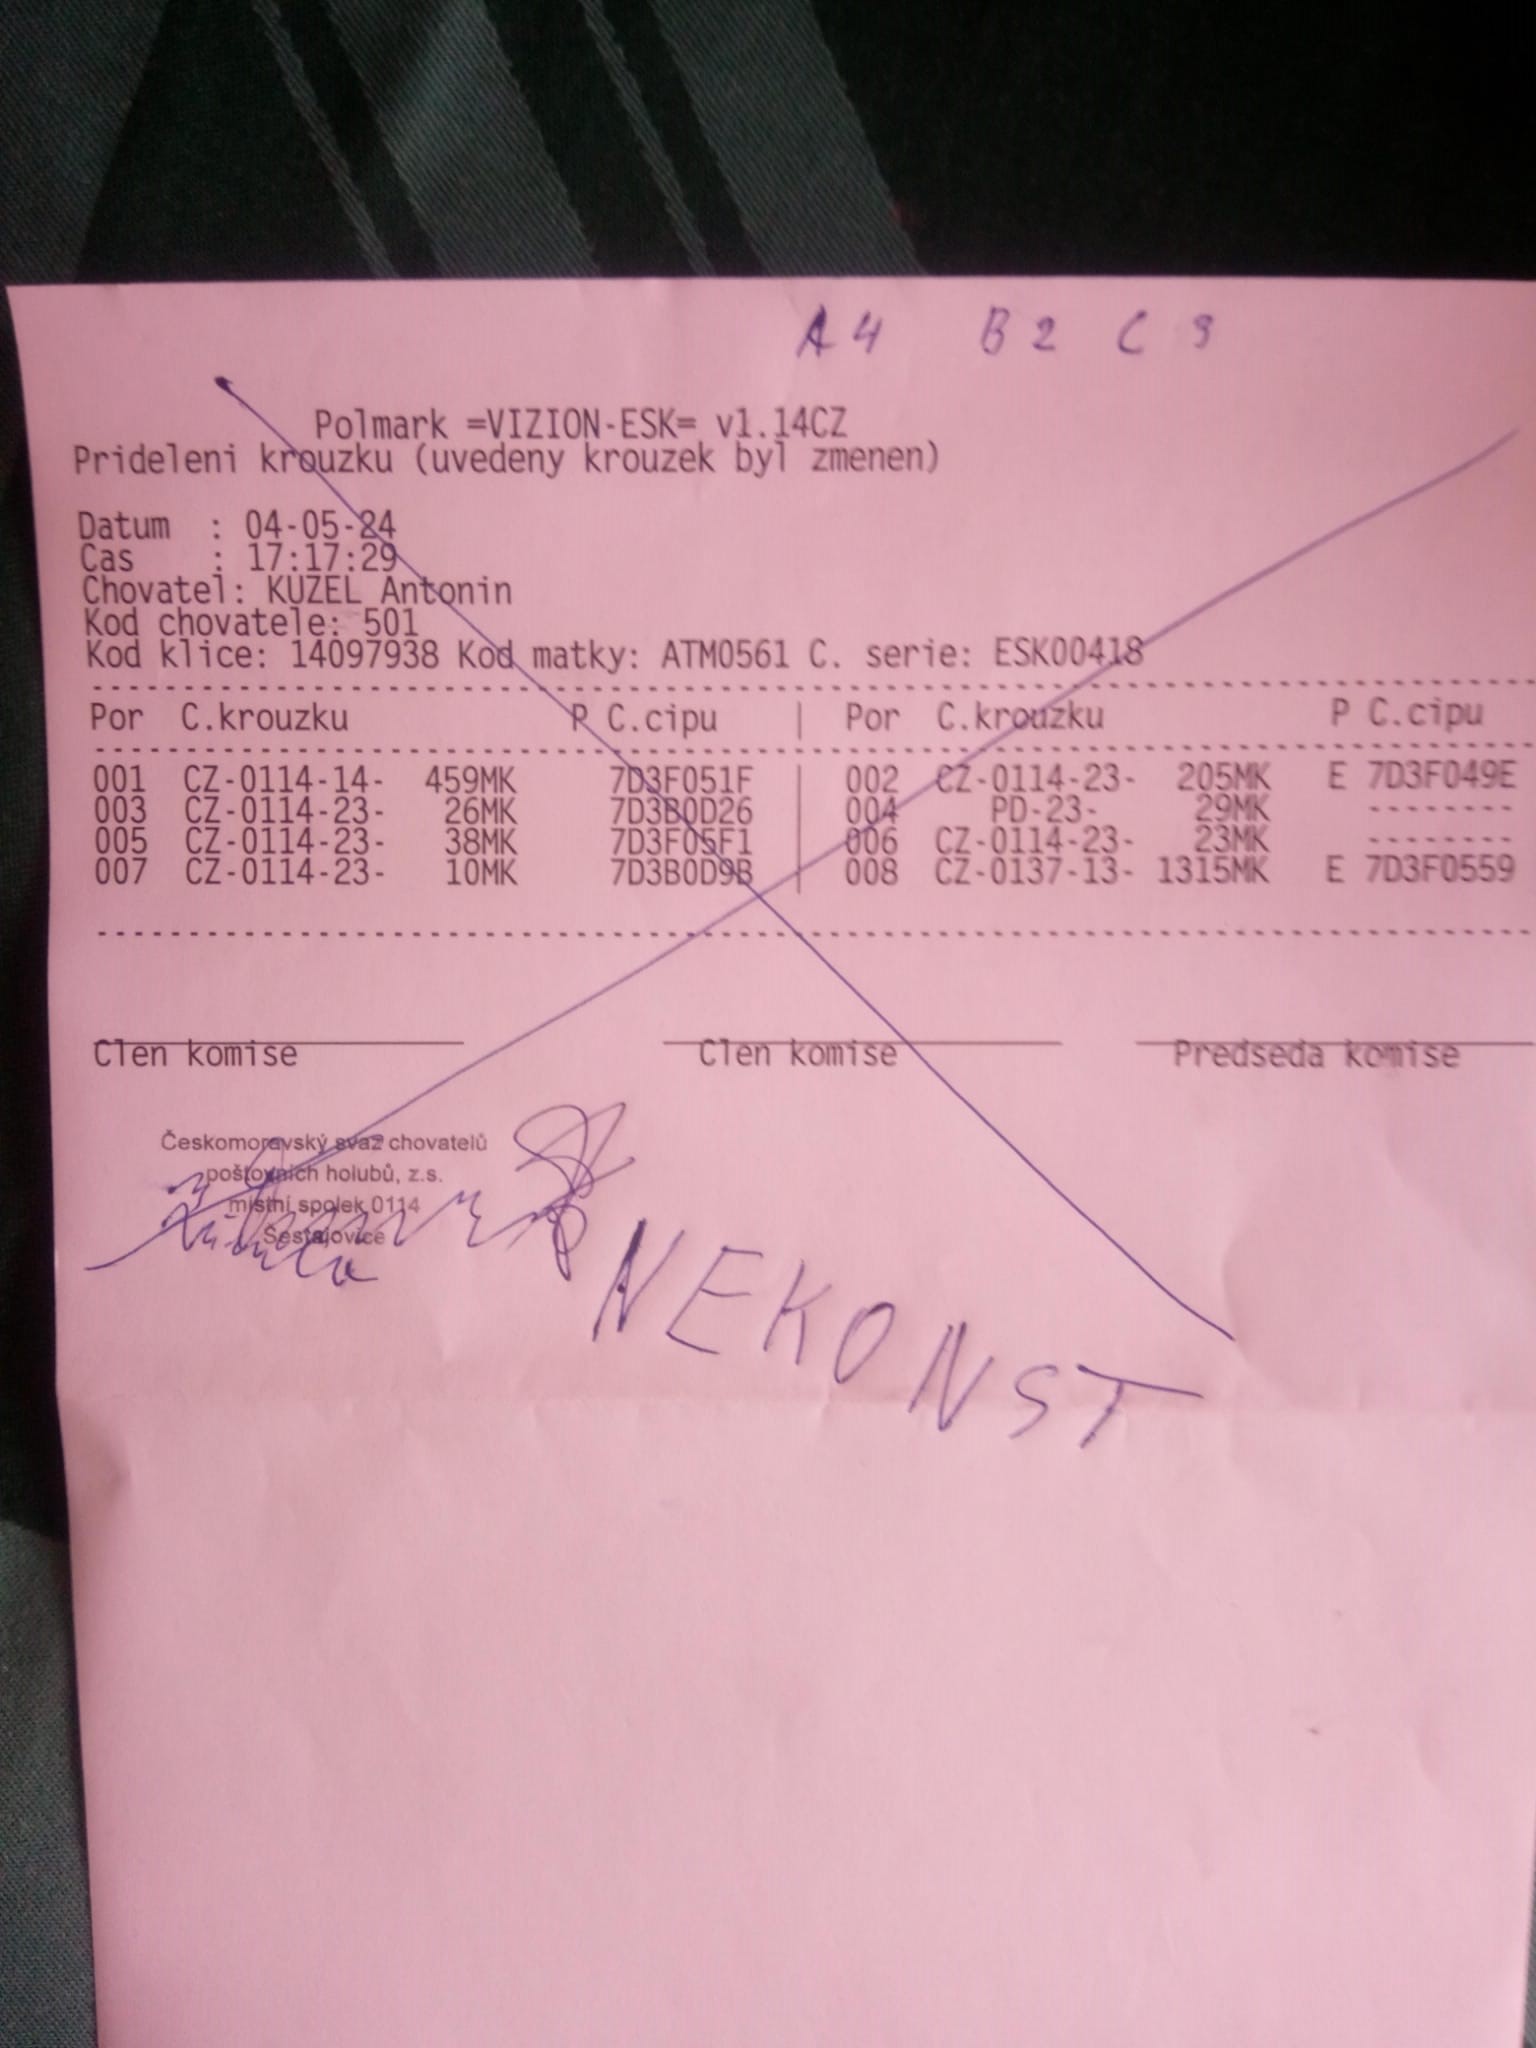 A4 B2 C 9
Polmark =VIZION-ESK= v1.14CZ
Prideleni krouzku (uvedeny krouzek byl zmenen)
Datum : 04-05-24
Cas : 17:17:29
Chovatel: KUZEL Antonin
Kod chovatele: 501
Kod klice: 14097938 Kod matky: ATM0561 C. serie: ESK00418
Por C.krouzku P C.cipu | Por C.krouzku P C.cipu
001 CZ-0114-14- 459MK 7D3F051F | 002 CZ-0114-23- 205MK E 7D3F049E
003 CZ-0114-23- 26MK 7D3B0D26 | 004 PD-23- 29MK --------
005 CZ-0114-23- 38MK 7D3F05F1 | 006 CZ-0114-23- 23MK --------
007 CZ-0114-23- 10MK 7D3B0D9B | 008 CZ-0137-13- 1315MK E 7D3F0559
Clen komise Clen komise Predseda komise
Českomoravský svaz chovatelů
poštovních holubů, z.s.
místní spolek 0114
Šestajovice
NEKONST